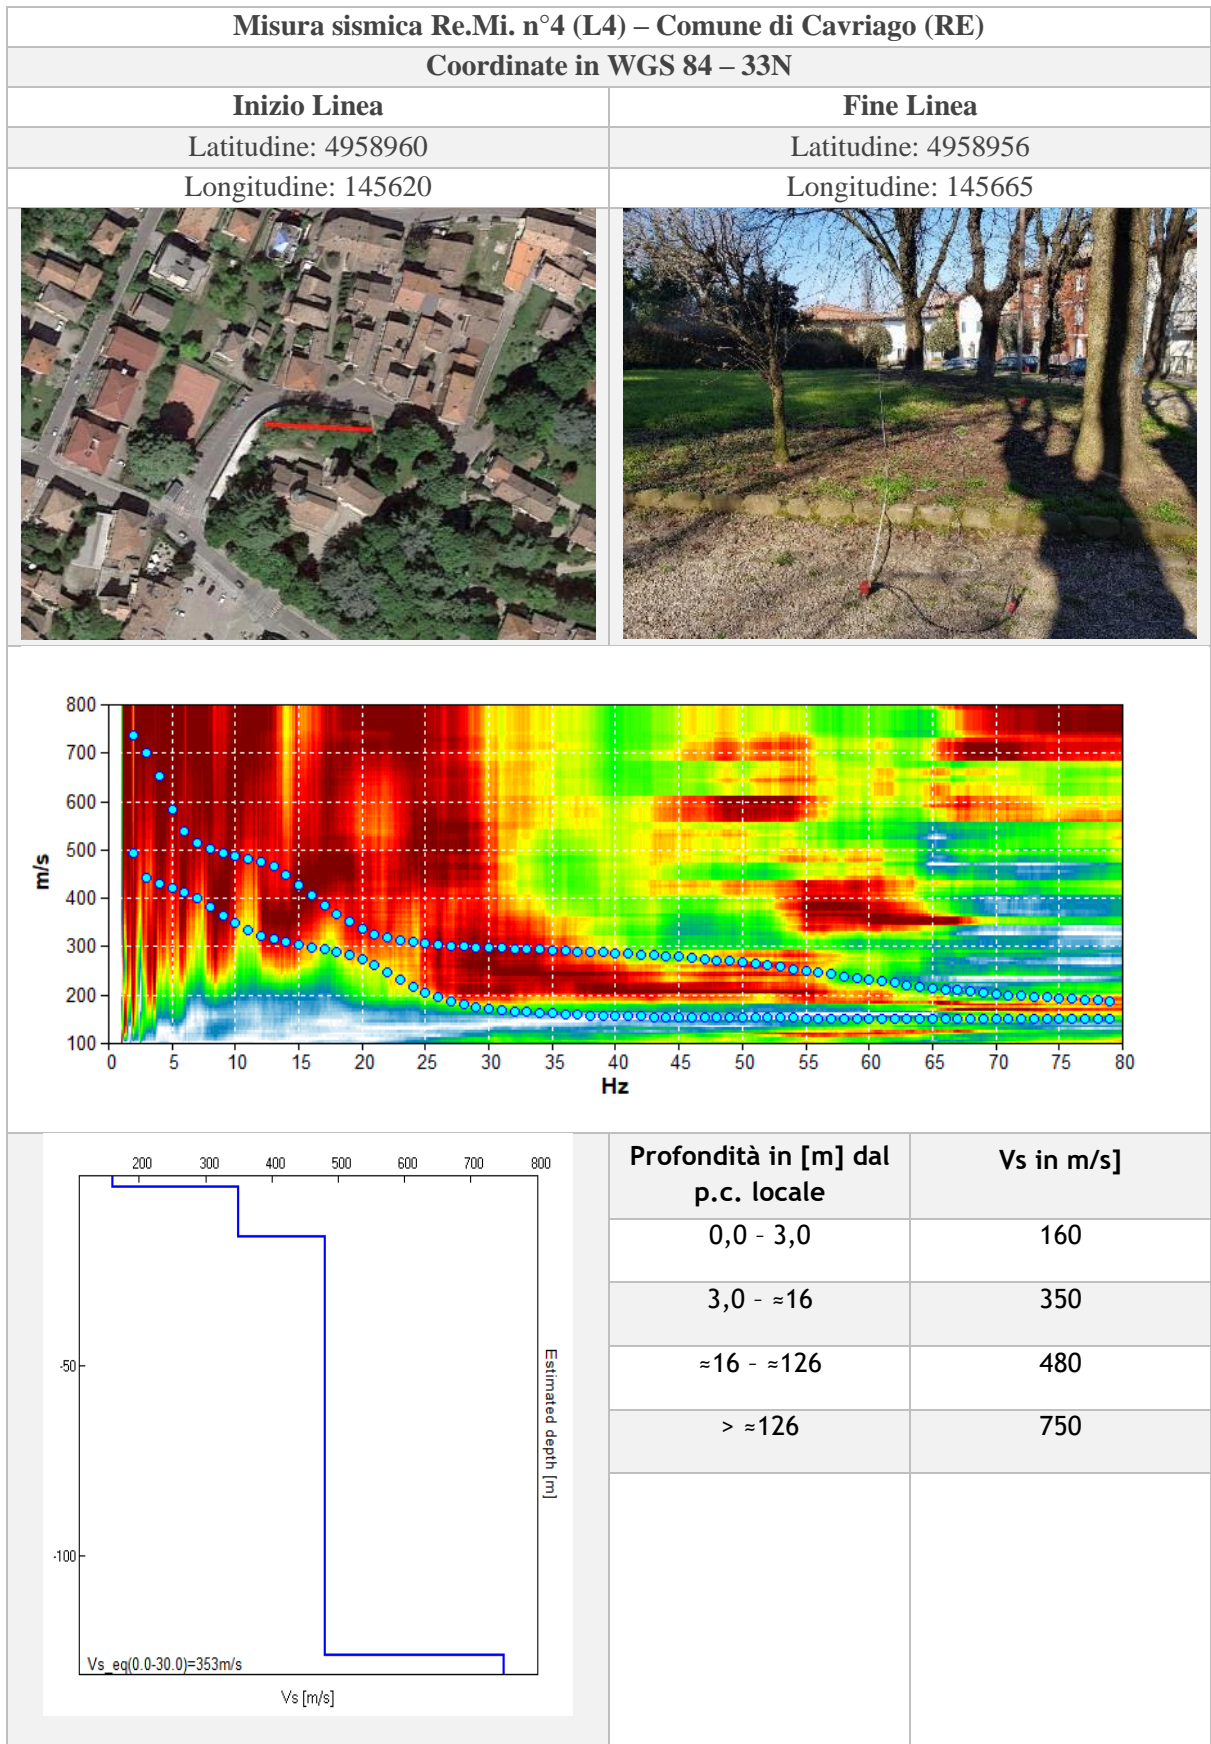 Misura sismica Re.Mi. n°4 (L4) – Comune di Cavriago (RE)
Coordinate in WGS 84 – 33N
Inizio Linea
Fine Linea
Latitudine: 4958960
Latitudine: 4958956
Longitudine: 145620
Longitudine: 145665
800
700
600
500
400
300
200
100
m/s
0 5 10 15 20 25 30 35 40 45 50 55 60 65 70 75 80
Hz
200 300 400 500 600 700 800
-50
-100
Estimated depth [m]
Vs_eq(0.0-30.0)=353m/s
Vs [m/s]
Profondità in [m] dal
p.c. locale
Vs in m/s]
0,0 – 3,0
160
3,0 – ≈16
350
≈16 – ≈126
480
> ≈126
750